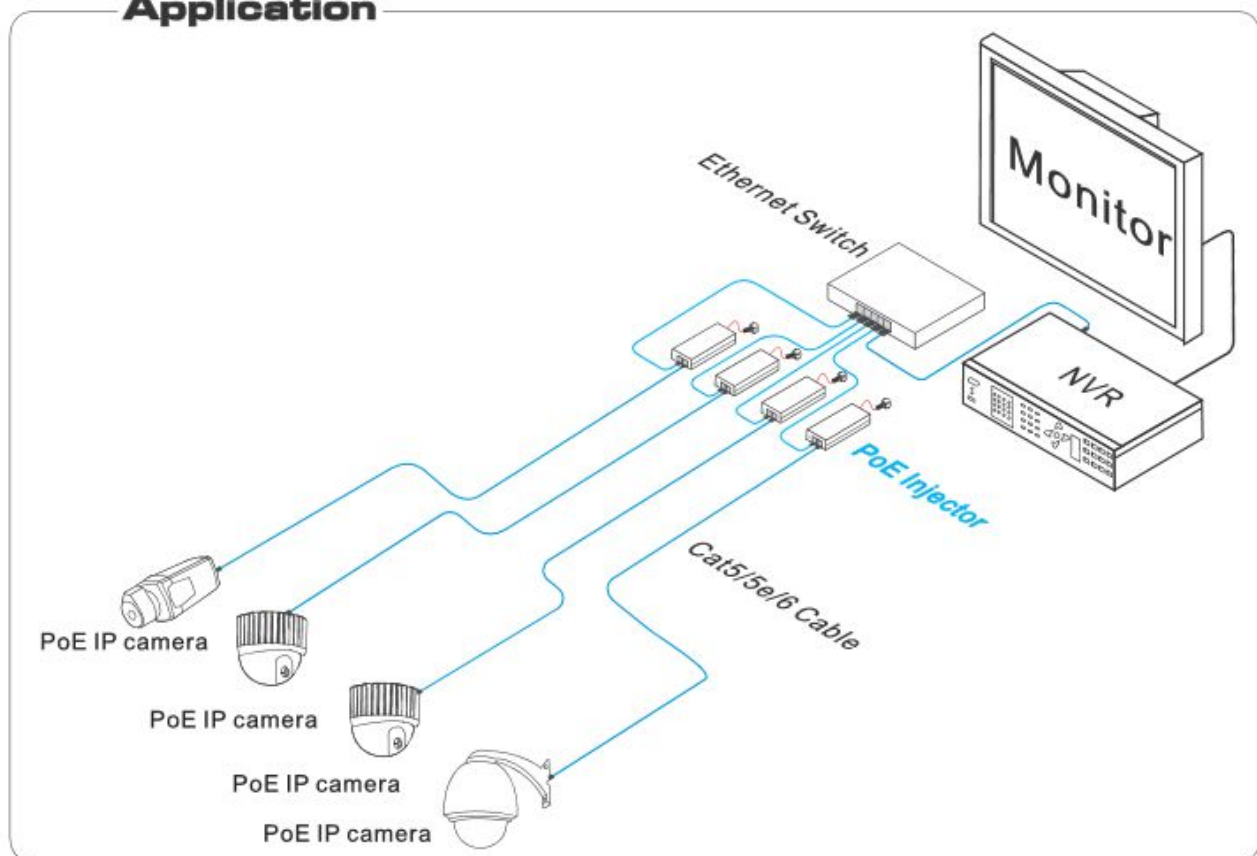 Application
Monitor
Ethernet Switch
NVR
PoE Injector
Cat5/5e/6 Cable
PoE IP camera
PoE IP camera
PoE IP camera
PoE IP camera